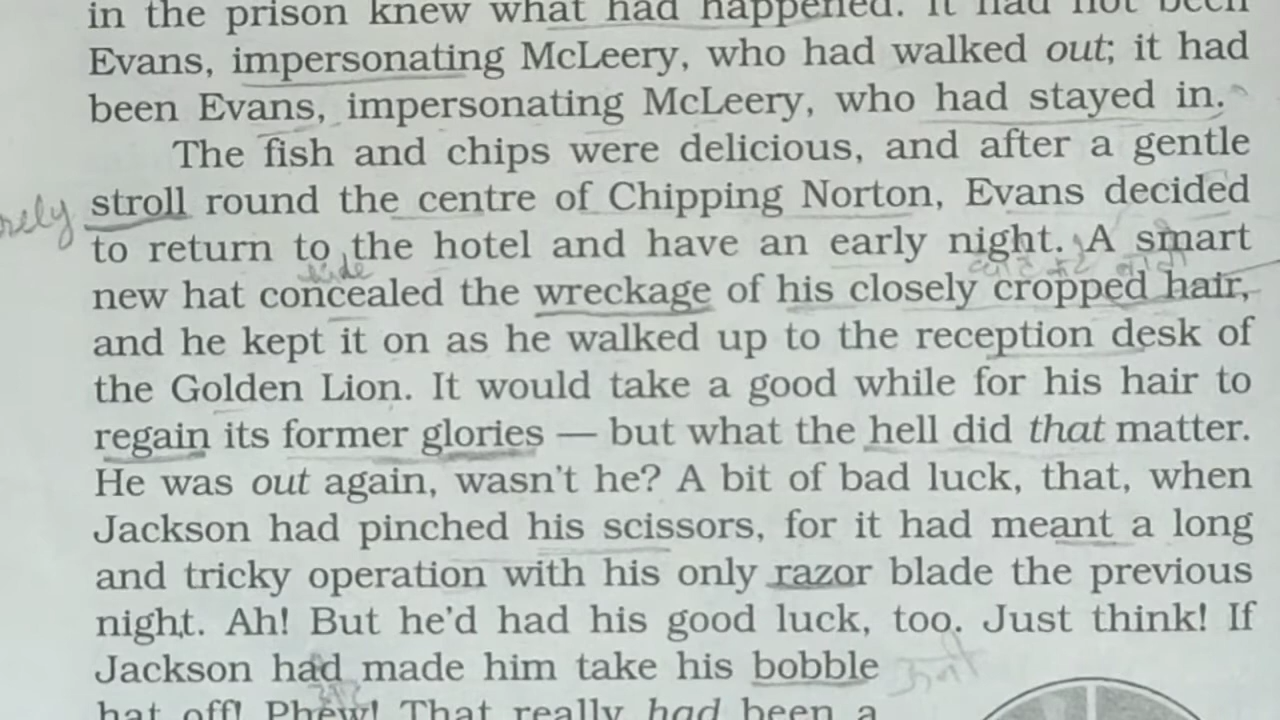 in the prison knew what had happened. It had not been
Evans, impersonating McLeery, who had walked out; it had
been Evans, impersonating McLeery, who had stayed in.
The fish and chips were delicious, and after a gentle
stroll round the centre of Chipping Norton, Evans decided
to return to the hotel and have an early night. A smart
hide
new hat concealed the wreckage of his closely cropped hair,
and he kept it on as he walked up to the reception desk of
the Golden Lion. It would take a good while for his hair to
regain its former glories — but what the hell did that matter.
He was out again, wasn't he? A bit of bad luck, that, when
Jackson had pinched his scissors, for it had meant a long
and tricky operation with his only razor blade the previous
night. Ah! But he'd had his good luck, too. Just think! If
Jackson had made him take his bobble
hat off! Phew! That really had been a